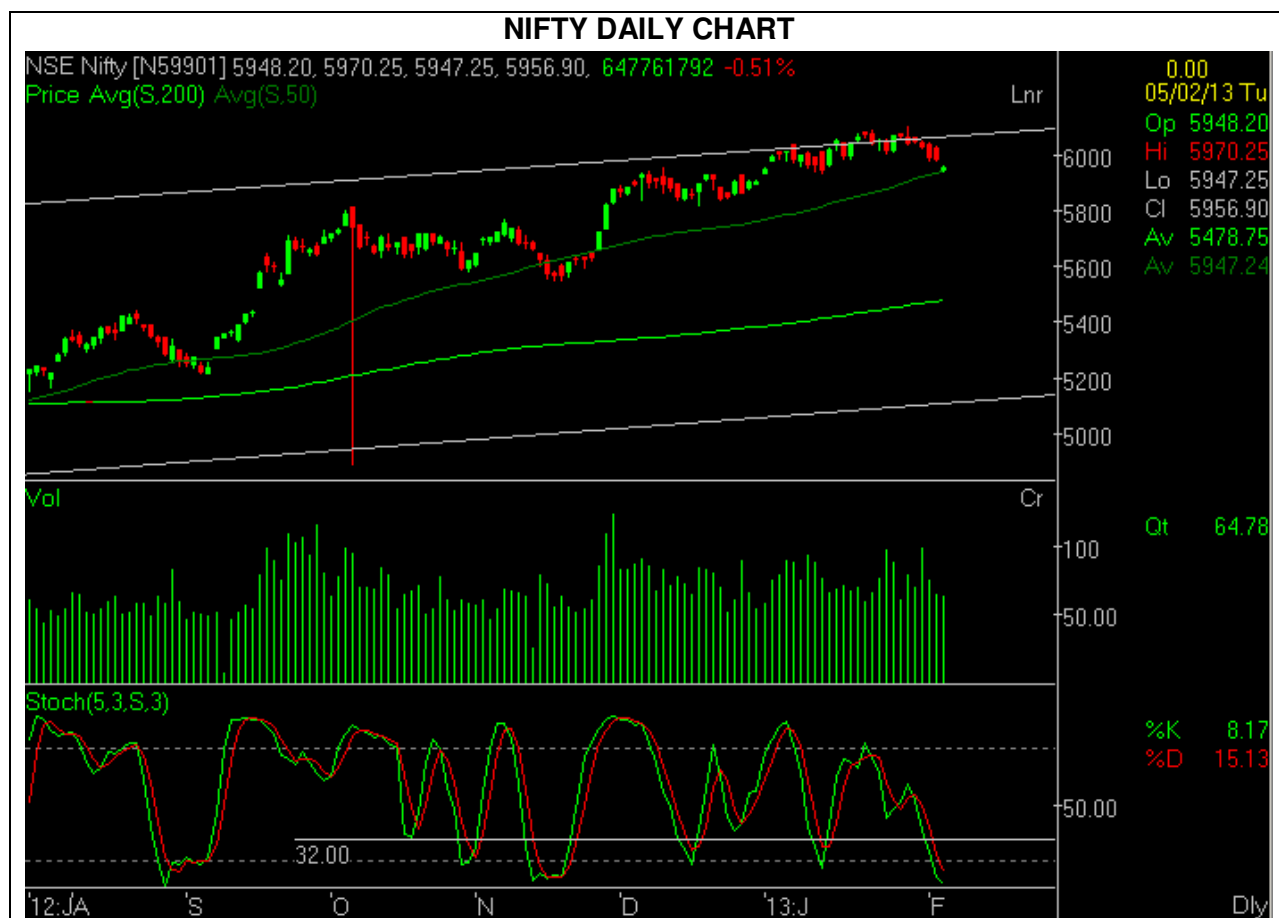 NIFTY DAILY CHART
NSE Nifty [N59901] 5948.20, 5970.25, 5947.25, 5956.90, 647761792 -0.51%
Price Avg(S,200) Avg(S,50)
Lnr
0.00
05/02/13 Tu
Op 5948.20
Hi 5970.25
Lo 5947.25
Cl 5956.90
Av 5478.75
Av 5947.24
6000
5800
5600
5400
5200
5000
Vol
Cr
Qt 64.78
100
50.00
Stoch(5,3,S,3)
%K 8.17
%D 15.13
50.00
32.00
'12:JA 'S 'O 'N 'D '13:J 'F Dly